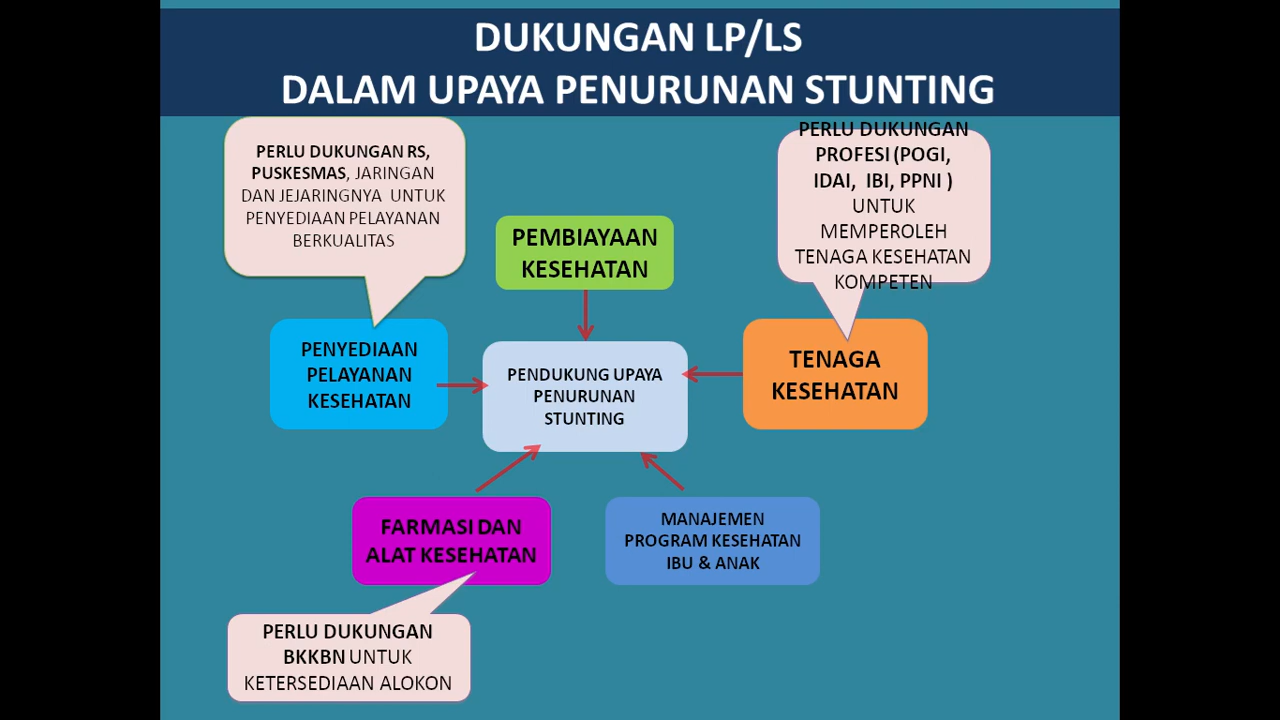 DUKUNGAN LP/LS
DALAM UPAYA PENURUNAN STUNTING
PERLU DUKUNGAN RS,
PUSKESMAS, JARINGAN
DAN JEJARINGNYA UNTUK
PENYEDIAAN PELAYANAN
BERKUALITAS
PERLU DUKUNGAN
PROFESI (POGI,
IDAI, IBI, PPNI )
UNTUK
MEMPEROLEH
TENAGA KESEHATAN
KOMPETEN
PEMBIAYAAN
KESEHATAN
PENYEDIAAN
PELAYANAN
KESEHATAN
PENDUKUNG UPAYA
PENURUNAN
STUNTING
TENAGA
KESEHATAN
FARMASI DAN
ALAT KESEHATAN
MANAJEMEN
PROGRAM KESEHATAN
IBU & ANAK
PERLU DUKUNGAN
BKKBN UNTUK
KETERSEDIAAN ALOKON